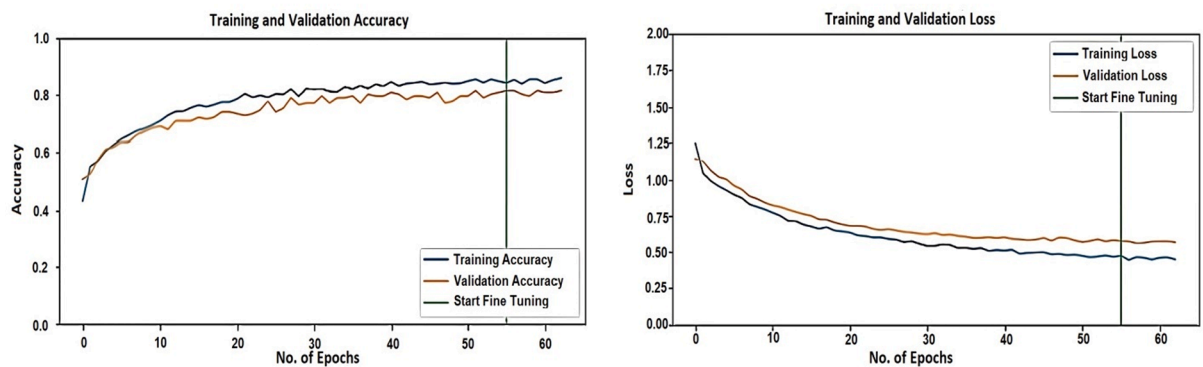 Training and Validation Accuracy
1.0
0.8
0.6
0.4
0.2
0.0
Accuracy
Training Accuracy
Validation Accuracy
Start Fine Tuning
0 10 20 30 40 50 60
No. of Epochs
Training and Validation Loss
2.00
1.75
1.50
1.25
1.00
0.75
0.50
0.25
0.00
Loss
Training Loss
Validation Loss
Start Fine Tuning
0 10 20 30 40 50 60
No. of Epochs